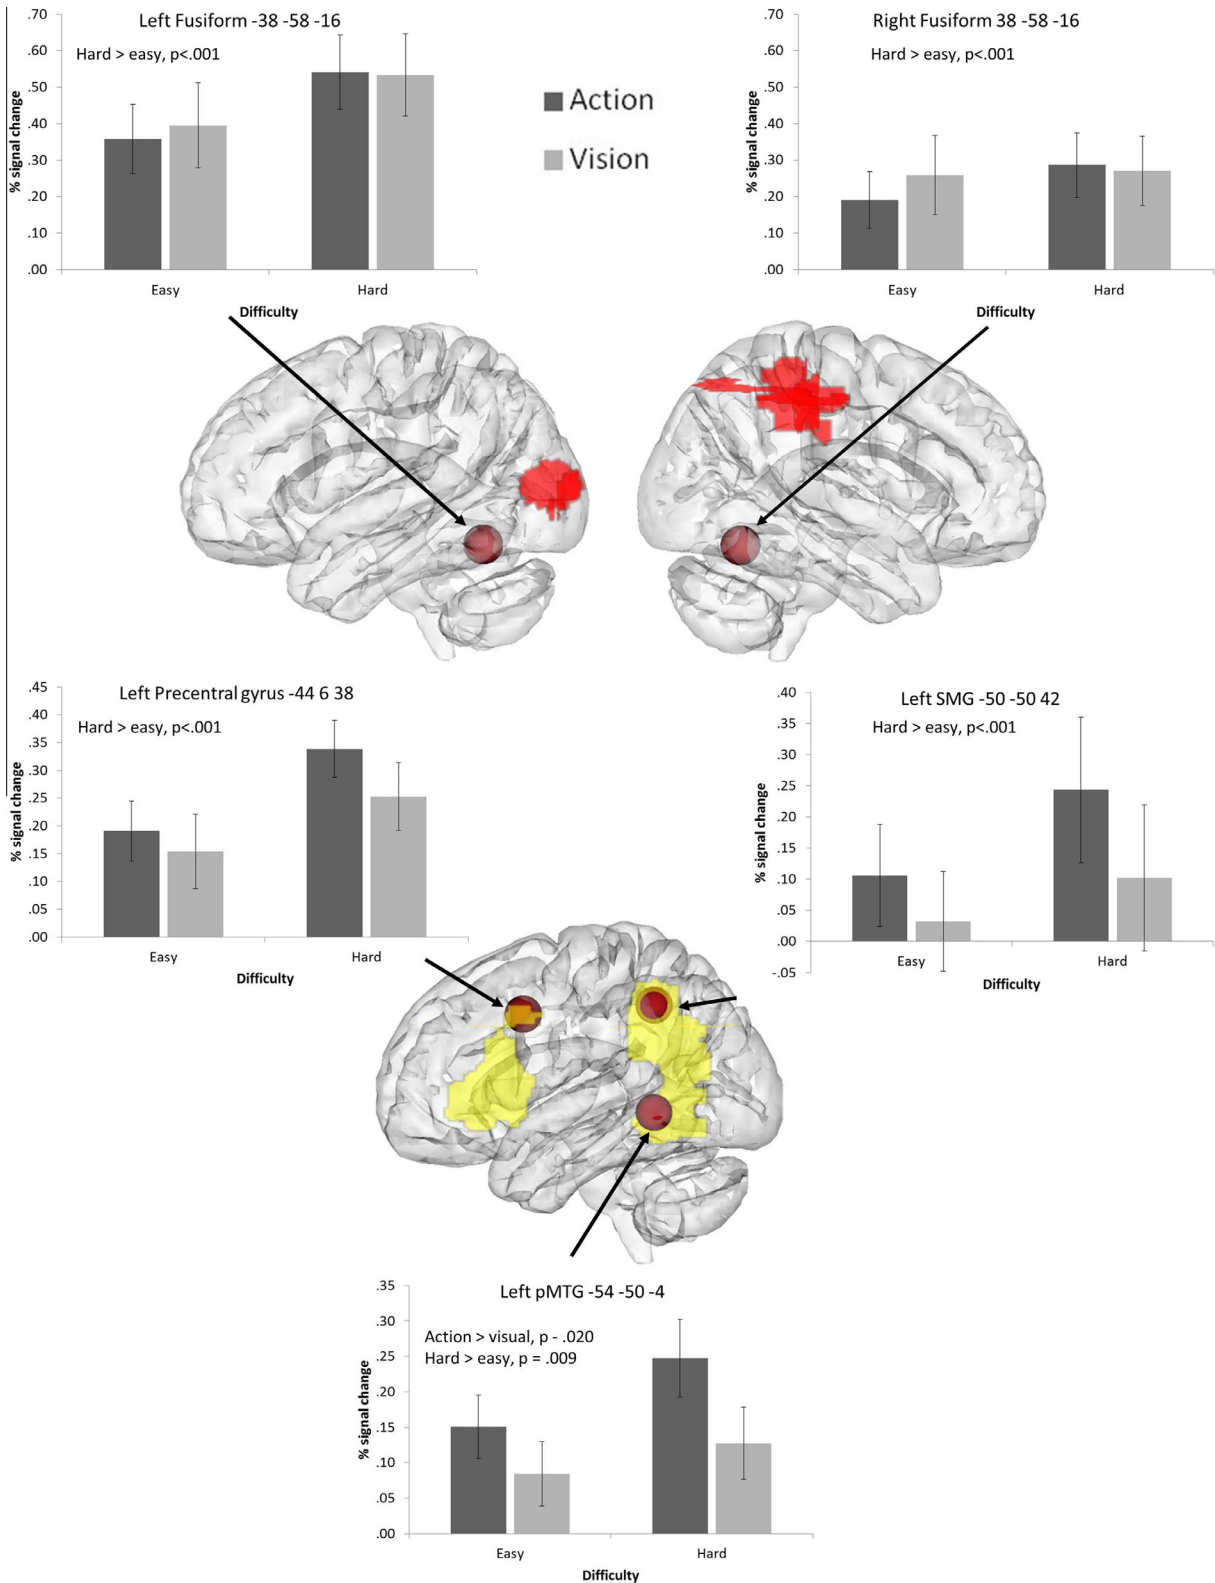 Left Fusiform -38 -58 -16
Hard > easy, p<.001
% signal change
.70
.60
.50
.40
.30
.20
.10
.00
Easy
Hard
Difficulty
Action
Vision
Right Fusiform 38 -58 -16
Hard > easy, p<.001
% signal change
.70
.60
.50
.40
.30
.20
.10
.00
Easy
Hard
Difficulty
Left Precentral gyrus -44 6 38
Hard > easy, p<.001
% signal change
.45
.40
.35
.30
.25
.20
.15
.10
.05
.00
Easy
Hard
Difficulty
Left SMG -50 -50 42
Hard > easy, p<.001
% signal change
.40
.35
.30
.25
.20
.15
.10
.05
.00
-.05
Easy
Hard
Difficulty
Left pMTG -54 -50 -4
Action > visual, p - .020
Hard > easy, p = .009
% signal change
.35
.30
.25
.20
.15
.10
.05
.00
Easy
Hard
Difficulty